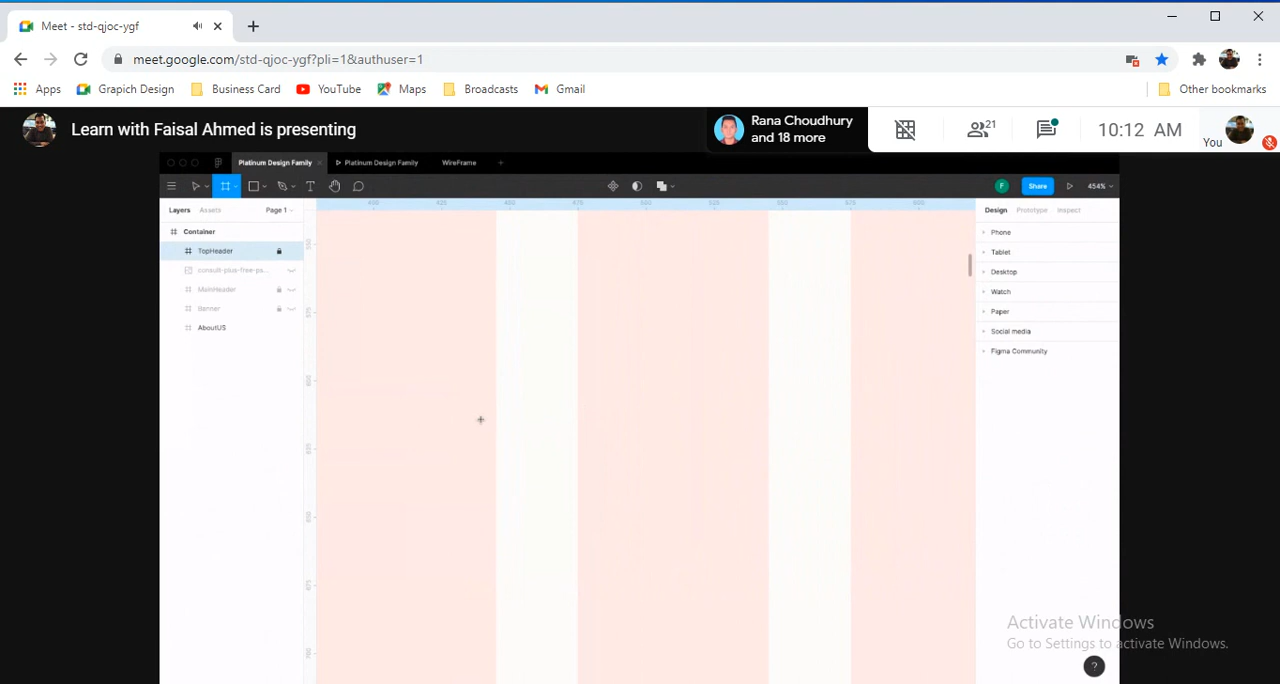 Meet - std-qjoc-ygf
meet.google.com/std-qjoc-ygf?pli=1&authuser=1
Apps Grapich Design Business Card YouTube Maps Broadcasts Gmail Other bookmarks
Learn with Faisal Ahmed is presenting
Rana Choudhury
and 18 more
21
10:12 AM
You
Platinum Design Family Platinum Design Family WireFrame
F Share 454%
Layers Assets Page 1
Design Prototype Inspect
Container
TopHeader
consult-plus-free-ps...
MainHeader
Banner
AboutUS
Phone
Tablet
Desktop
Watch
Paper
Social media
Figma Community
Activate Windows
Go to Settings to activate Windows.
?